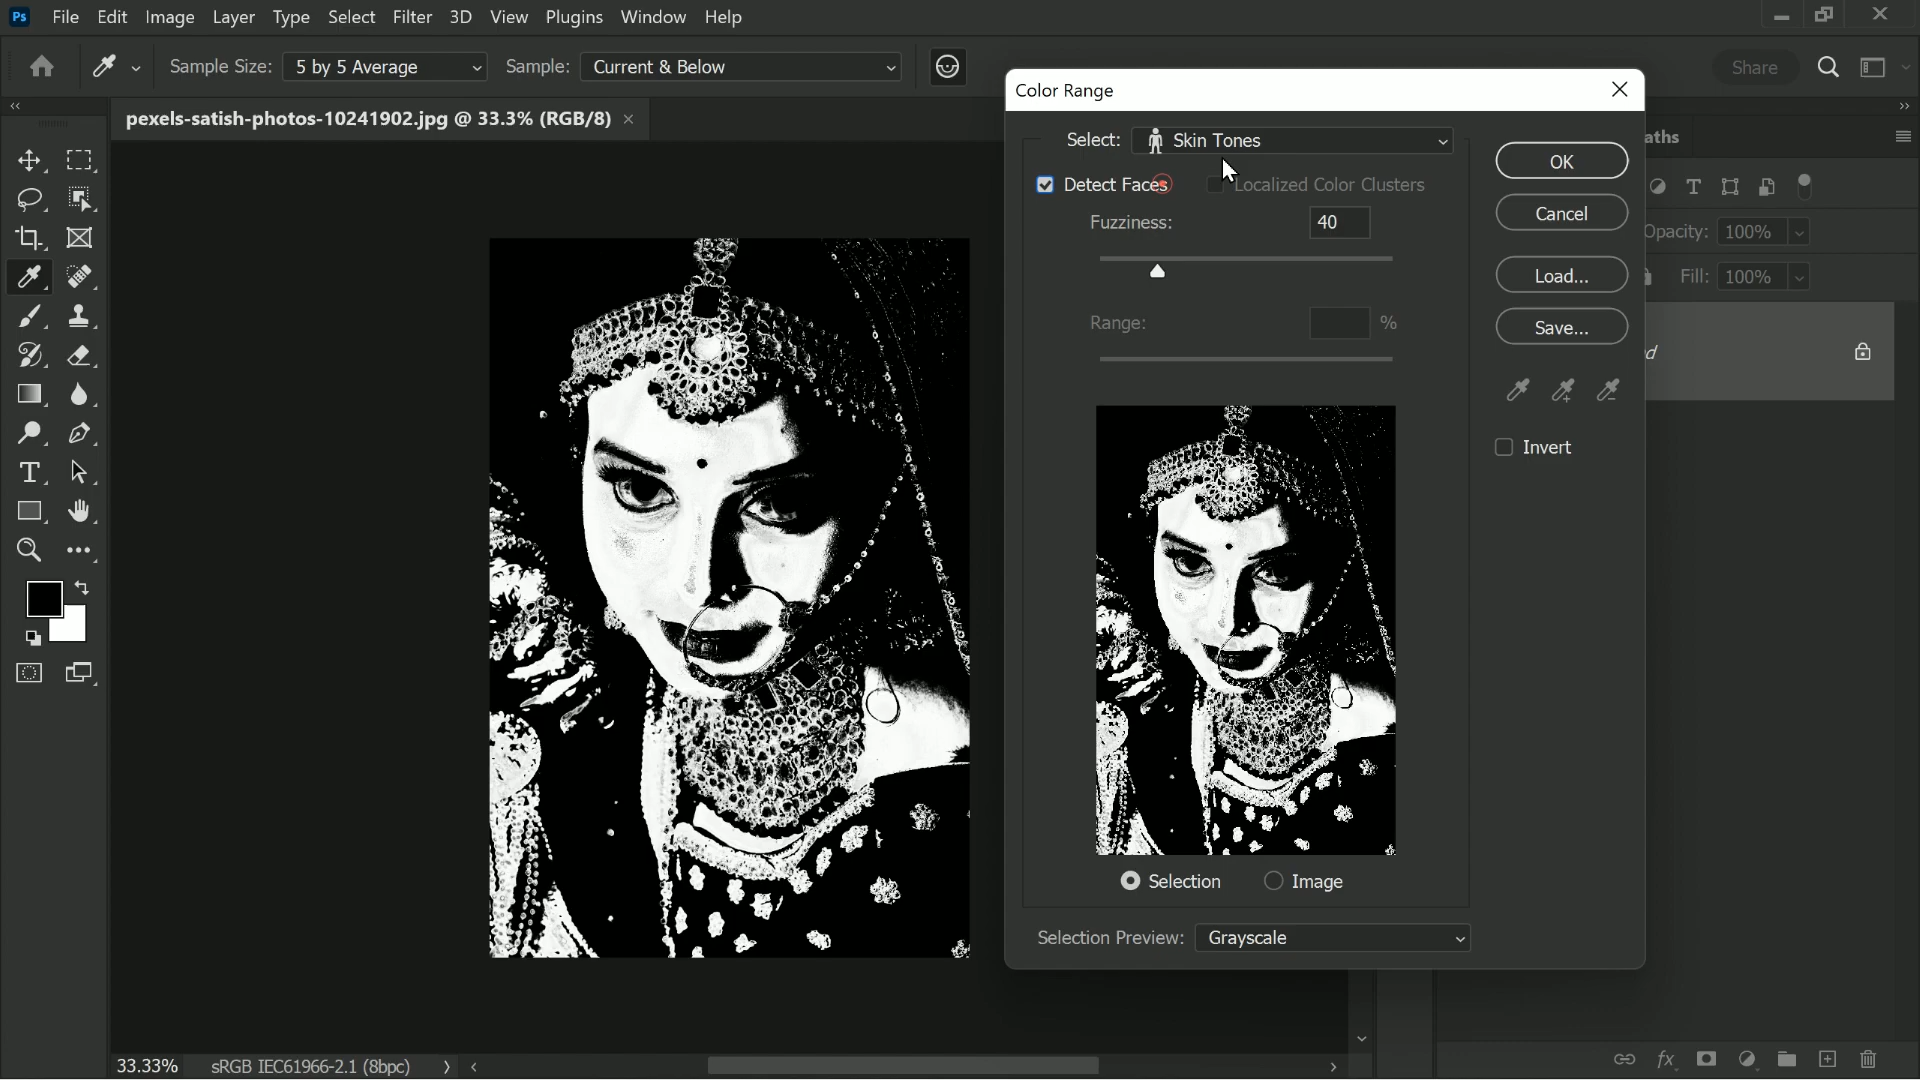 Ps File Edit Image Layer Type Select Filter 3D View Plugins Window Help
Sample Size: 5 by 5 Average Sample: Current & Below Share
pexels-satish-photos-10241902.jpg @ 33.3% (RGB/8)
Color Range
Select: Skin Tones
Detect Faces Localized Color Clusters
Fuzziness: 40
Range: %
Selection Image
Selection Preview: Grayscale
OK
Cancel
Load...
Save...
Invert
aths
Opacity: 100%
Fill: 100%
d
33.33% sRGB IEC61966-2.1 (8bpc)